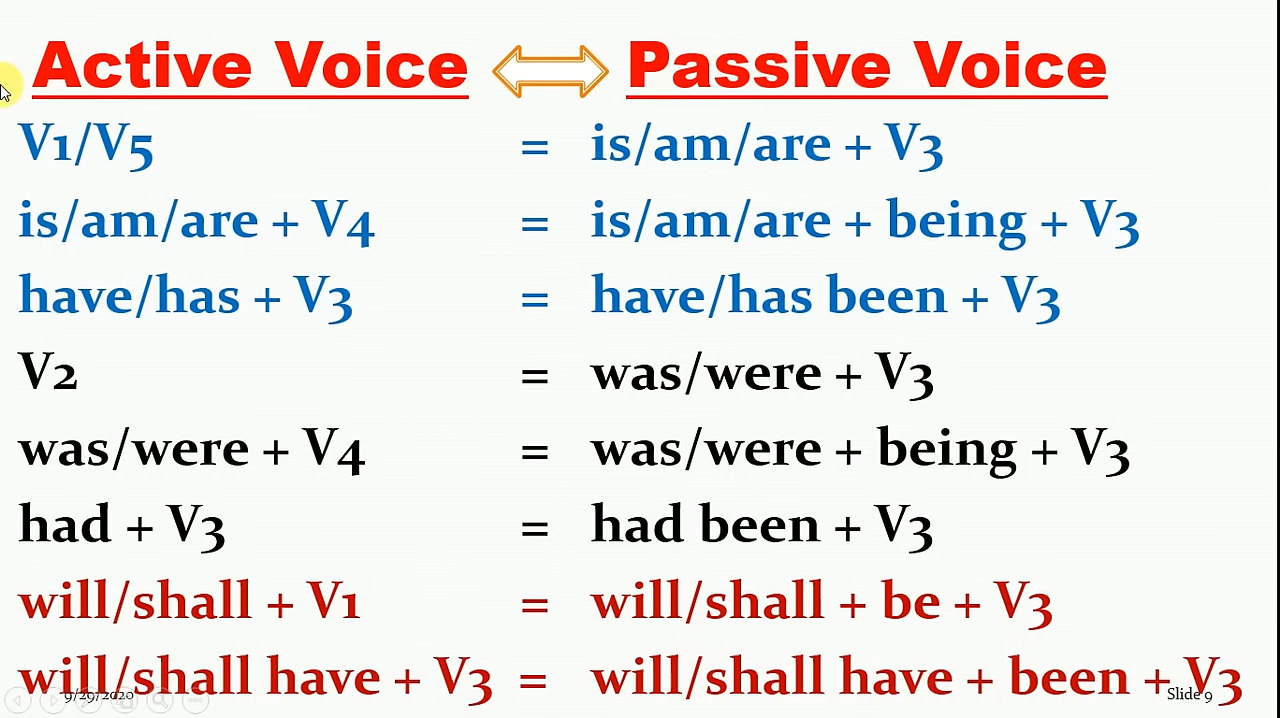 Active Voice Passive Voice
V1/V5 = is/am/are + V3
is/am/are + V4 = is/am/are + being + V3
have/has + V3 = have/has been + V3
V2 = was/were + V3
was/were + V4 = was/were + being + V3
had + V3 = had been + V3
will/shall + V1 = will/shall + be + V3
will/shall have + V3 = will/shall have + been + V3
9/29/2020 Slide 9